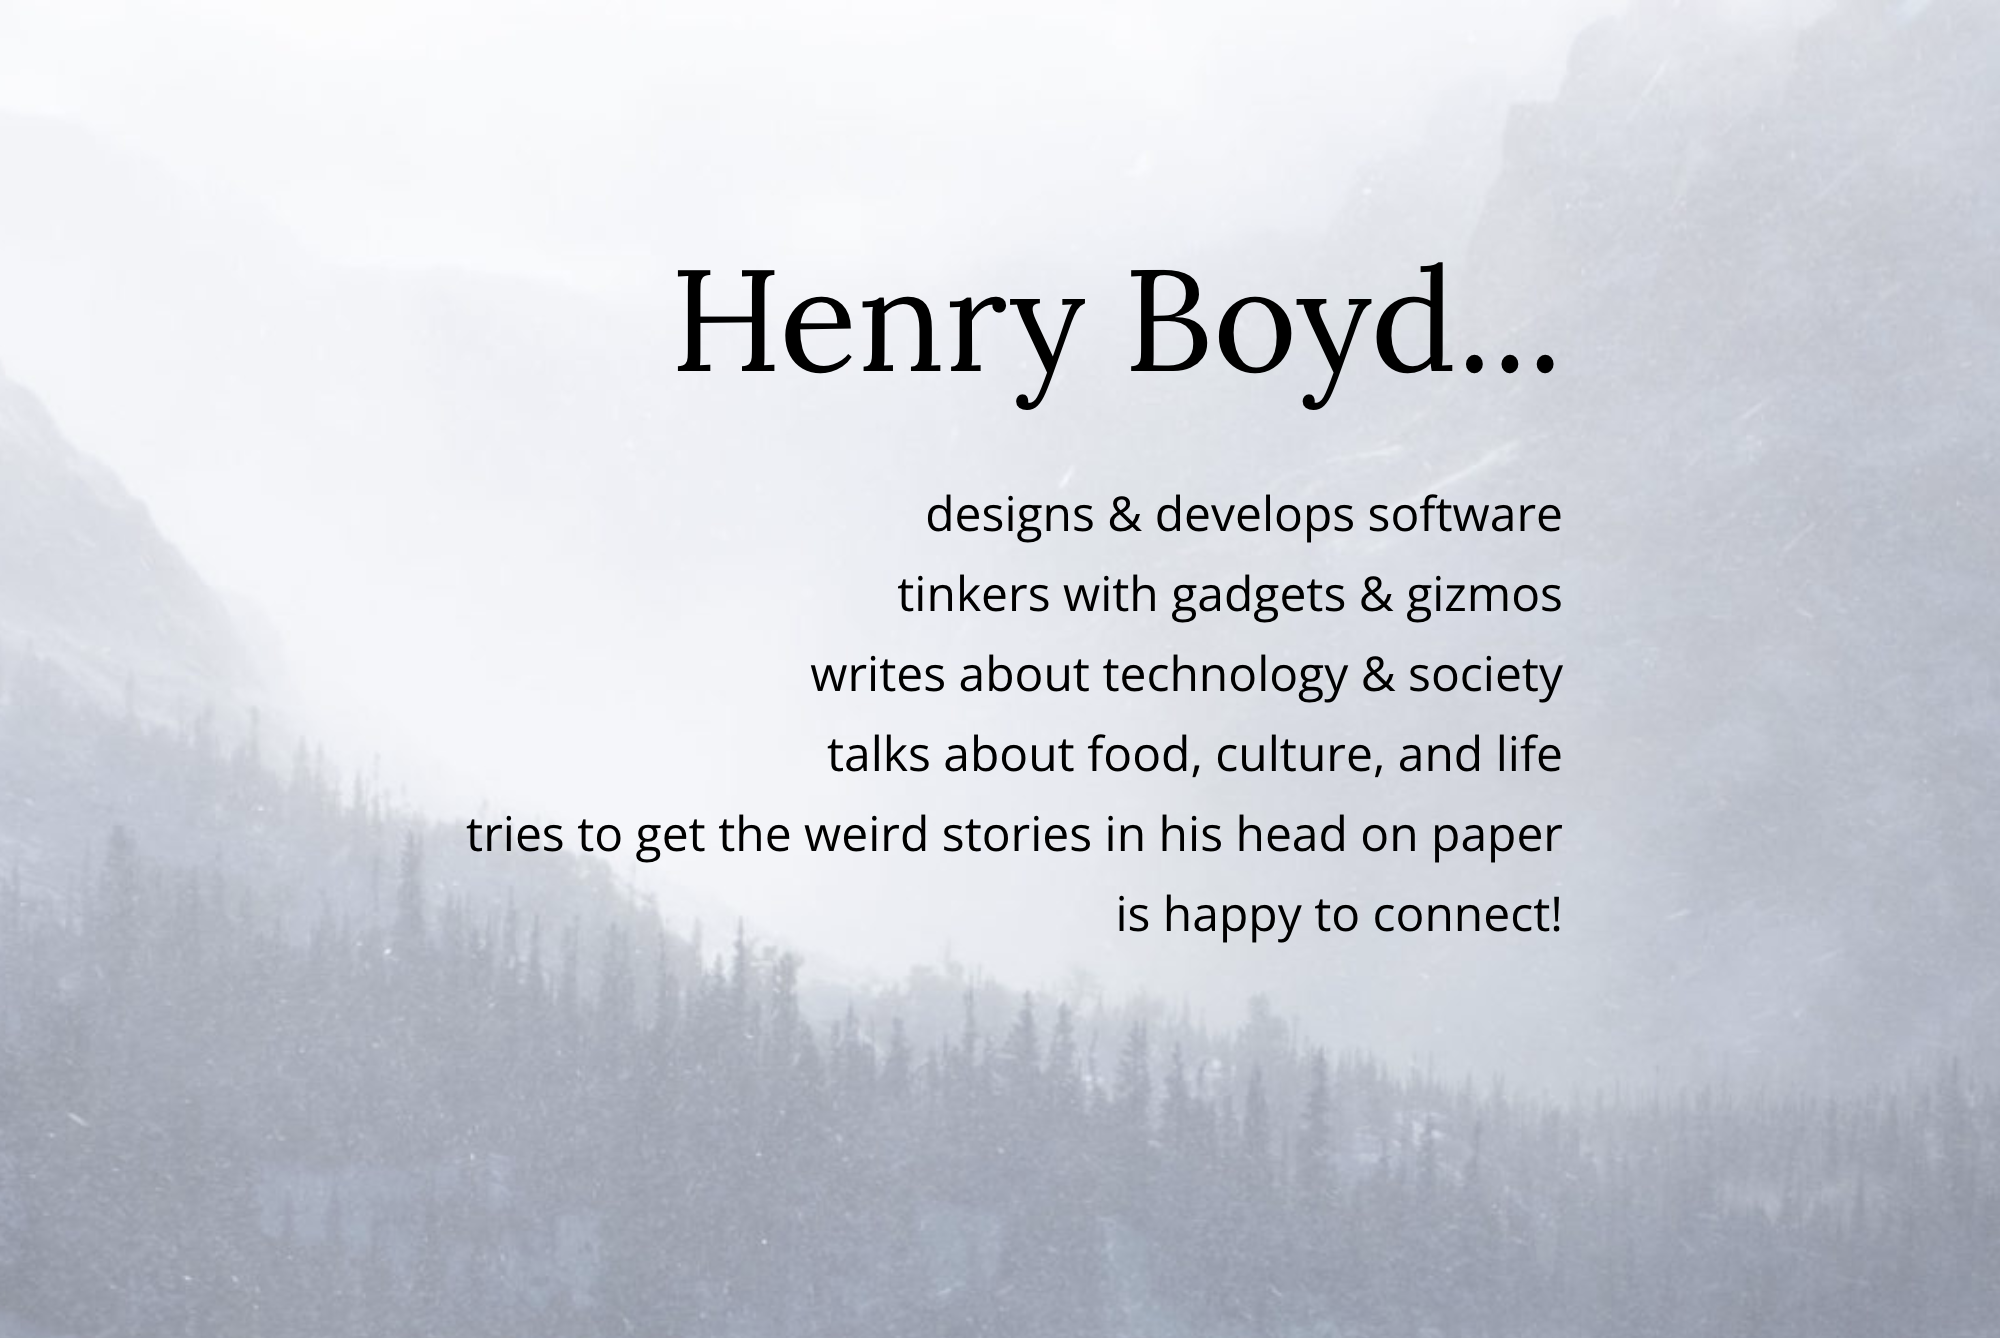 Henry Boyd...
designs & develops software
tinkers with gadgets & gizmos
writes about technology & society
talks about food, culture, and life
tries to get the weird stories in his head on paper
is happy to connect!